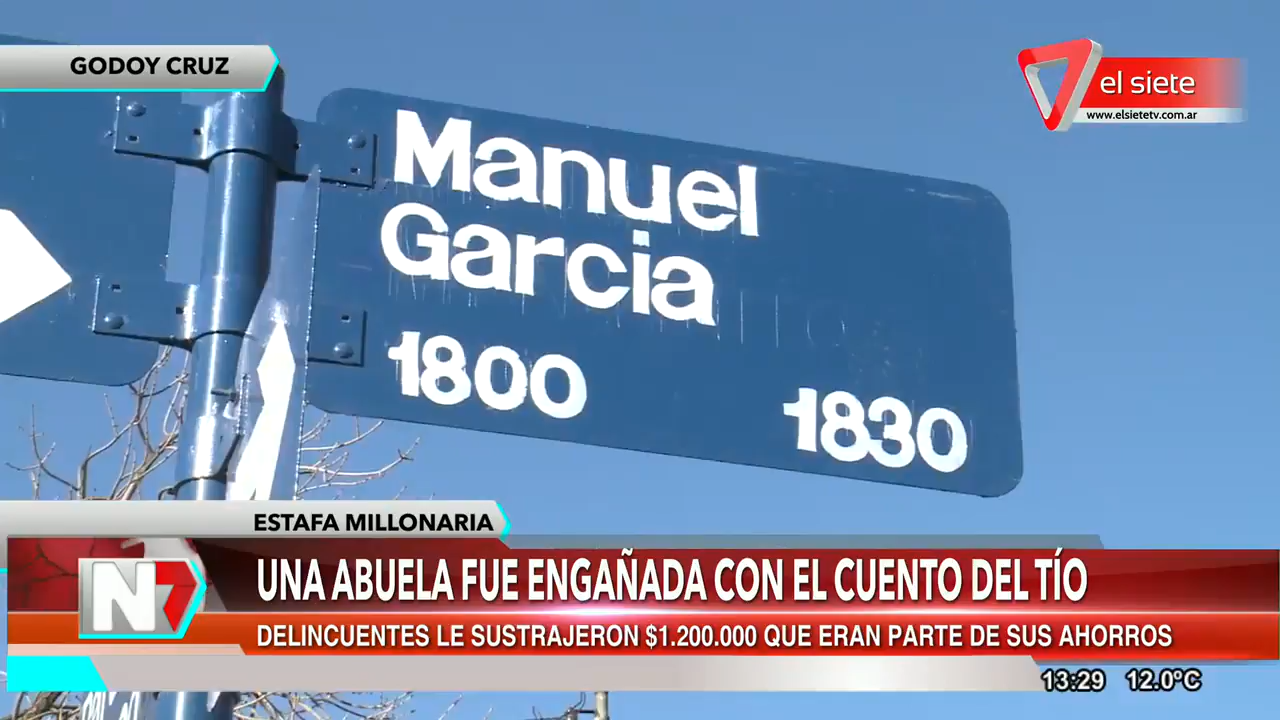 GODOY CRUZ
el siete
www.elsietetv.com.ar
Manuel
Garcia
1800
1830
ESTAFA MILLONARIA
N7
UNA ABUELA FUE ENGAÑADA CON EL CUENTO DEL TÍO
DELINCUENTES LE SUSTRAJERON $1.200.000 QUE ERAN PARTE DE SUS AHORROS
13:29 12.0ºC